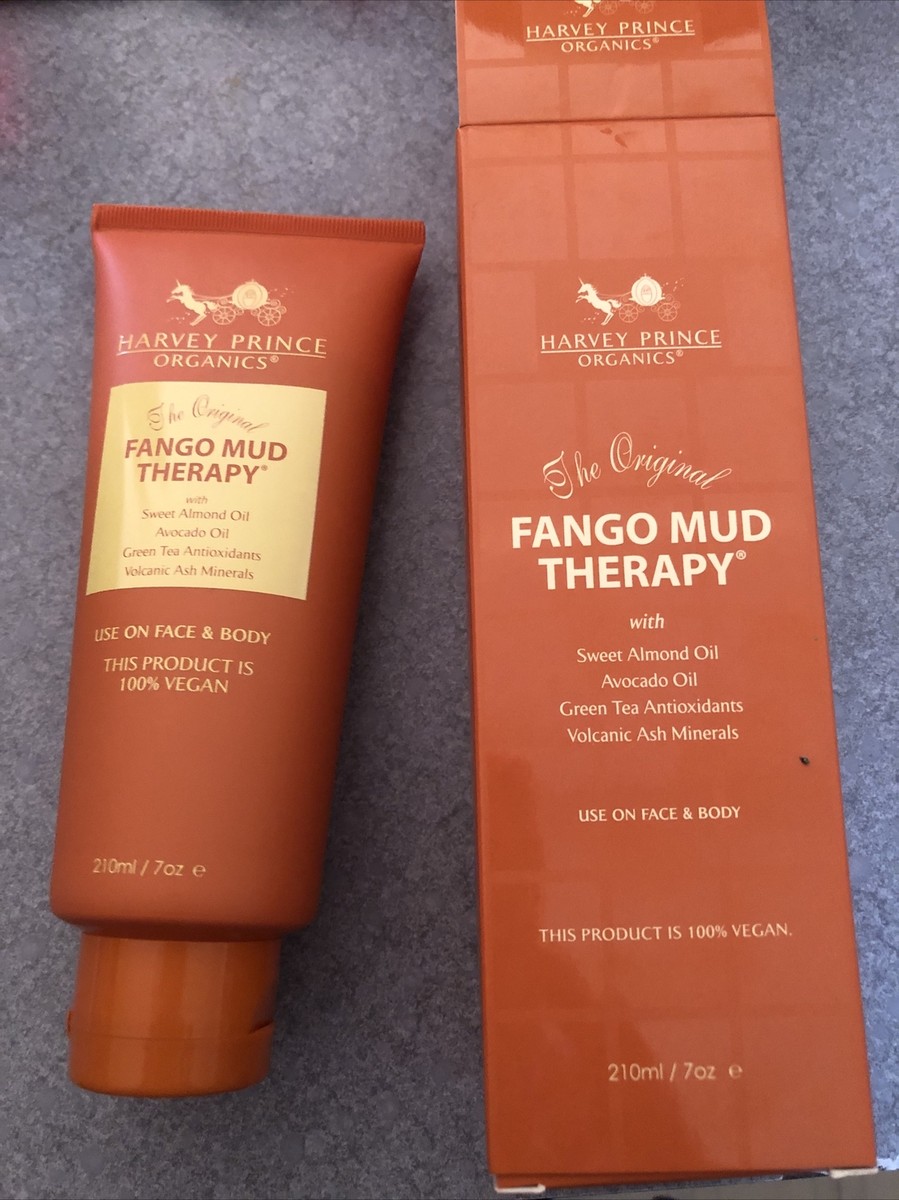 HARVEY PRINCE
ORGANICS®
The Original
FANGO MUD
THERAPY®
with
Sweet Almond Oil
Avocado Oil
Green Tea Antioxidants
Volcanic Ash Minerals
USE ON FACE & BODY
THIS PRODUCT IS
100% VEGAN
210ml / 7oz ℮
HARVEY PRINCE
ORGANICS®
HARVEY PRINCE
ORGANICS®
The Original
FANGO MUD
THERAPY®
with
Sweet Almond Oil
Avocado Oil
Green Tea Antioxidants
Volcanic Ash Minerals
USE ON FACE & BODY
THIS PRODUCT IS 100% VEGAN.
210ml / 7oz ℮